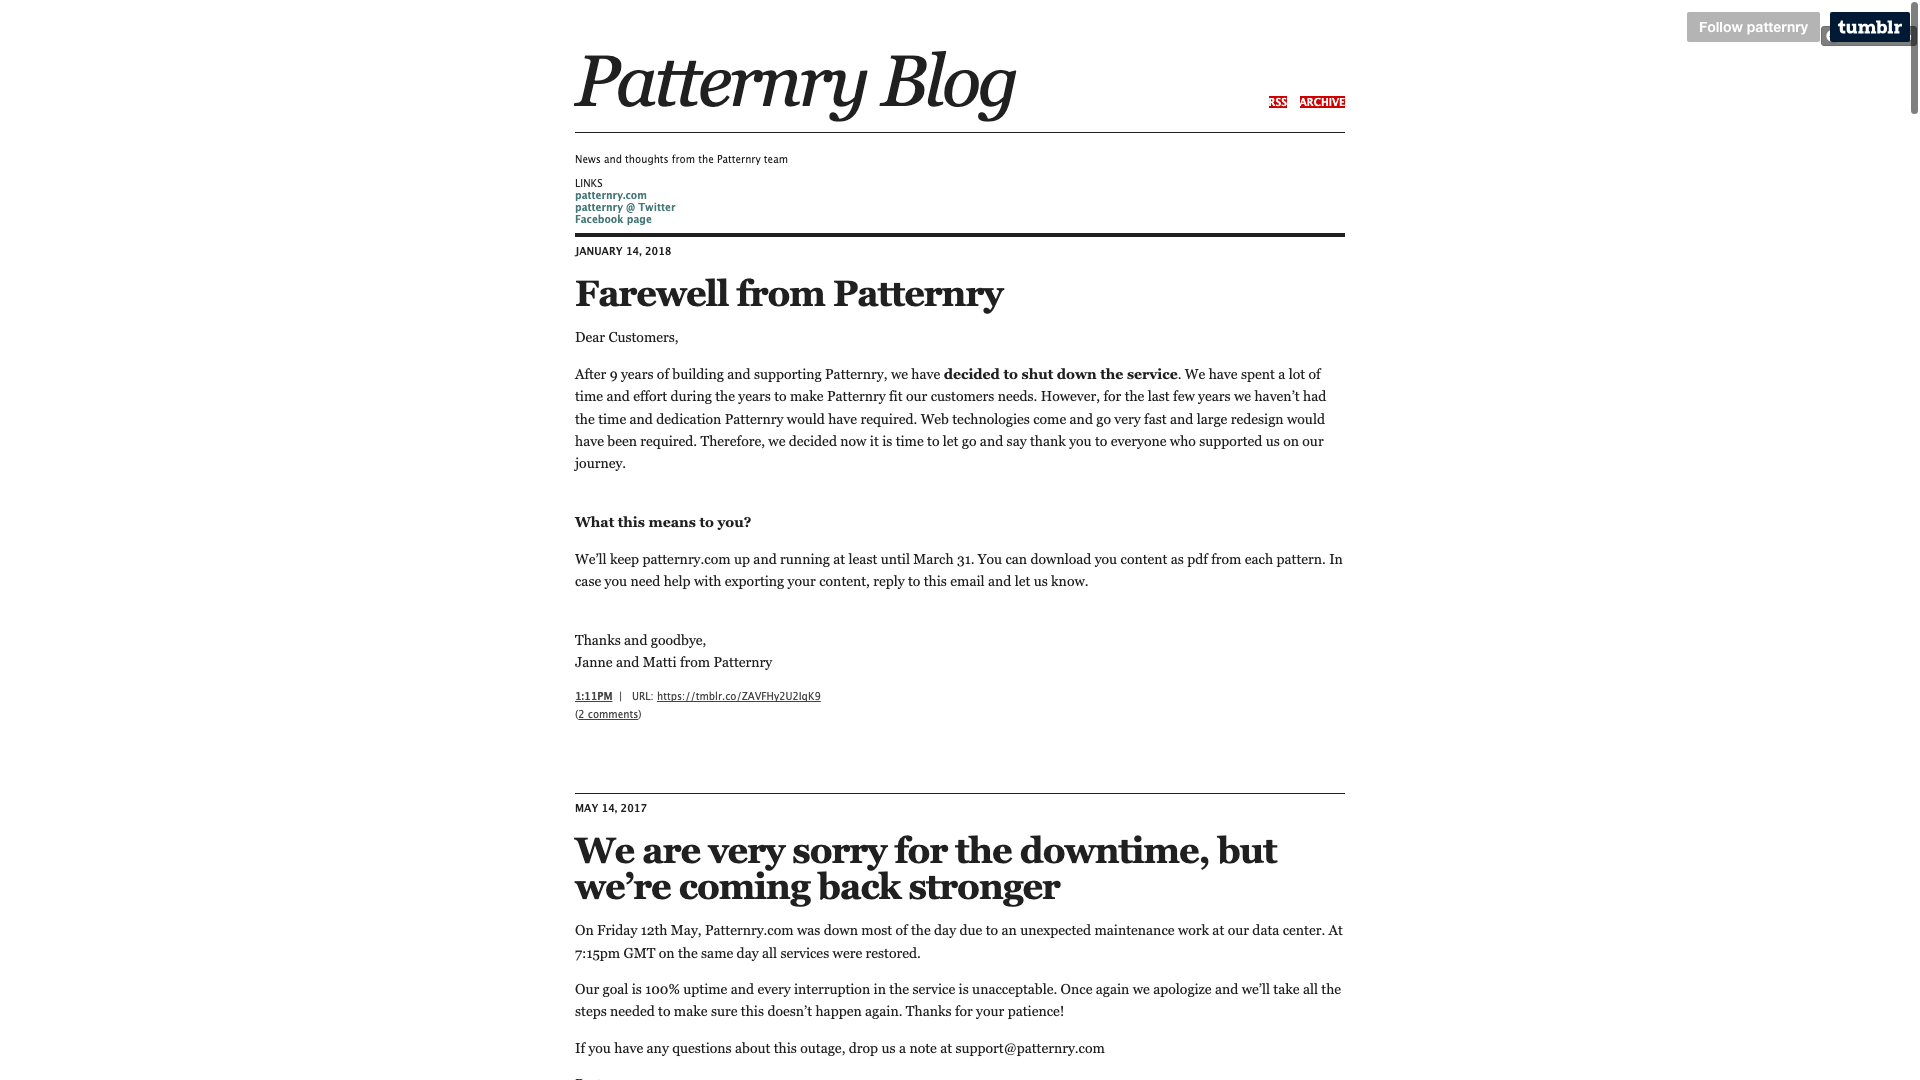 Follow patternry
tumblr
Patternry Blog
RSS ARCHIVE
News and thoughts from the Patternry team
LINKS
patternry.com
patternry @ Twitter
Facebook page
JANUARY 14, 2018
Farewell from Patternry
Dear Customers,
After 9 years of building and supporting Patternry, we have decided to shut down the service. We have spent a lot of
time and effort during the years to make Patternry fit our customers needs. However, for the last few years we haven’t had
the time and dedication Patternry would have required. Web technologies come and go very fast and large redesign would
have been required. Therefore, we decided now it is time to let go and say thank you to everyone who supported us on our
journey.
What this means to you?
We’ll keep patternry.com up and running at least until March 31. You can download you content as pdf from each pattern. In
case you need help with exporting your content, reply to this email and let us know.
Thanks and goodbye,
Janne and Matti from Patternry
1:11PM | URL: https://tmblr.co/ZAVFHy2U2IqK9
(2 comments)
MAY 14, 2017
We are very sorry for the downtime, but
we’re coming back stronger
On Friday 12th May, Patternry.com was down most of the day due to an unexpected maintenance work at our data center. At
7:15pm GMT on the same day all services were restored.
Our goal is 100% uptime and every interruption in the service is unacceptable. Once again we apologize and we’ll take all the
steps needed to make sure this doesn’t happen again. Thanks for your patience!
If you have any questions about this outage, drop us a note at support@patternry.com